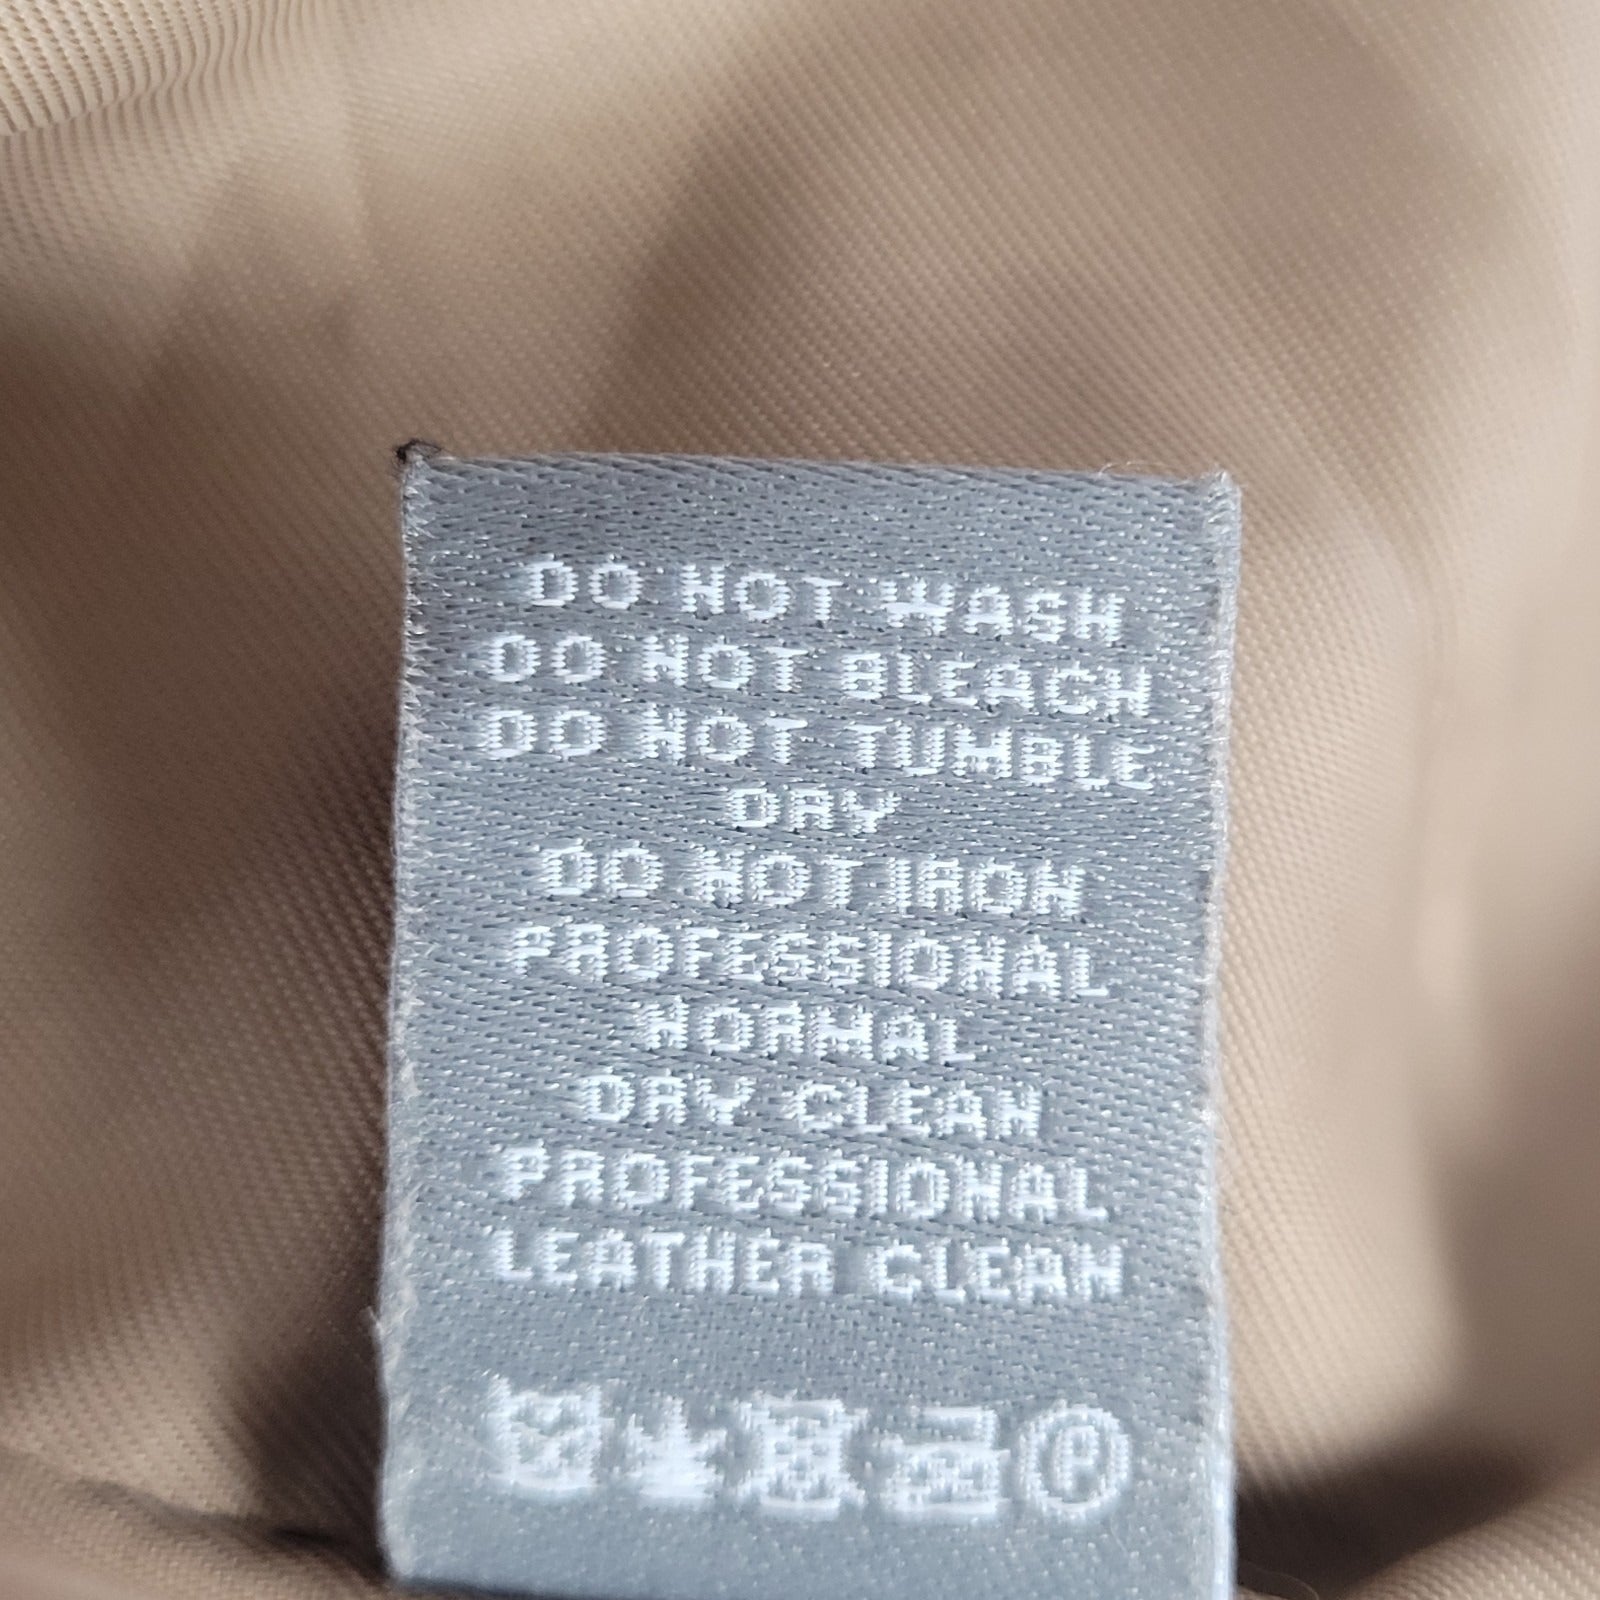 DO NOT WASH
DO NOT BLEACH
DO NOT TUMBLE
DRY
DO NOT IRON
PROFESSIONAL
NORMAL
DRY CLEAN
PROFESSIONAL
LEATHER CLEAN
P